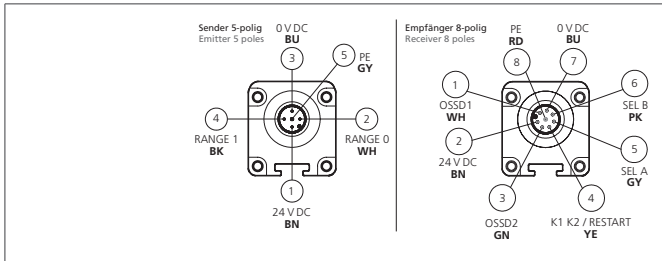 Sender 5-polig
Emitter 5 poles
0 V DC
BU
3
5
PE
GY
4
RANGE 1
BK
2
RANGE 0
WH
1
24 V DC
BN
Empfänger 8-polig
Receiver 8 poles
PE
RD
0 V DC
BU
8
7
1
OSSD1
WH
6
SEL B
PK
2
24 V DC
BN
5
SEL A
GY
3
OSSD2
GN
4
K1 K2 / RESTART
YE